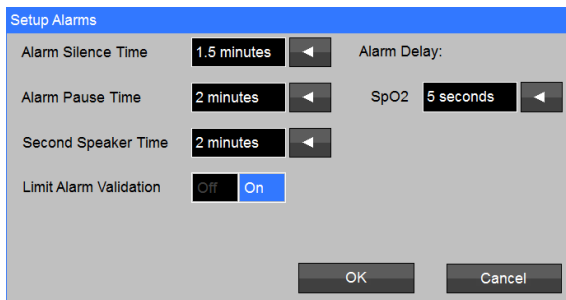 Setup Alarms
Alarm Silence Time 1.5 minutes Alarm Delay:
Alarm Pause Time 2 minutes SpO2 5 seconds
Second Speaker Time 2 minutes
Limit Alarm Validation Off On
OK Cancel